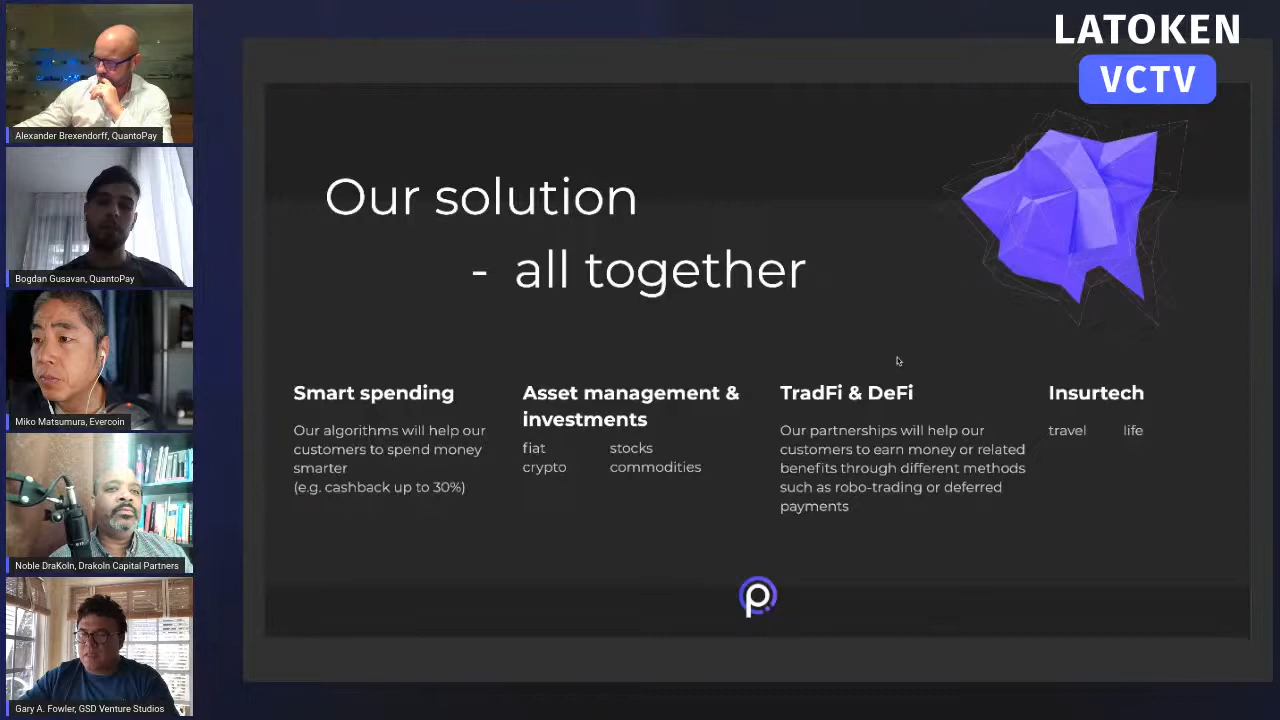 LATOKEN
VCTV
Alexander Brexendorff, QuantoPay
Bogdan Gusavan, QuantoPay
Miko Matsumura, Evercoin
Noble DraKoln, Drakoln Capital Partners
Gary A. Fowler, GSD Venture Studios
Our solution
- all together
Smart spending
Our algorithms will help our
customers to spend money
smarter
(e.g. cashback up to 30%)
Asset management &
investments
fiat stocks
crypto commodities
TradFi & DeFi
Our partnerships will help our
customers to earn money or related
benefits through different methods
such as robo-trading or deferred
payments
Insurtech
travel life